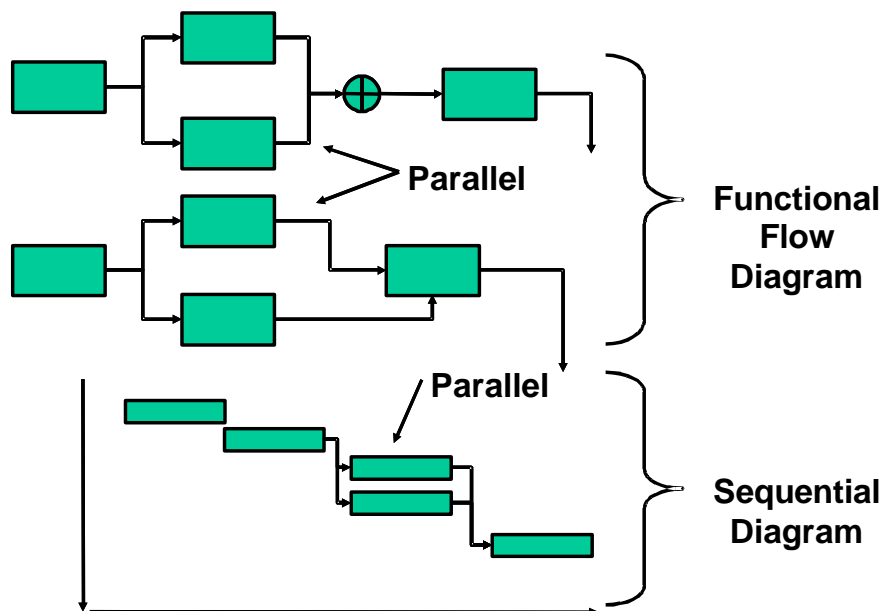 Parallel
Functional
Flow
Diagram
Parallel
Sequential
Diagram